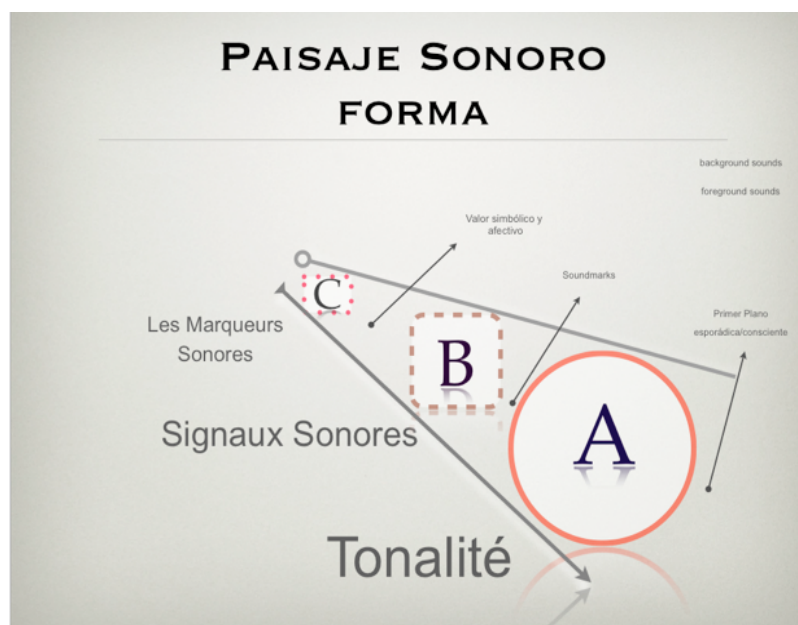 PAISAJE SONORO
FORMA
background sounds
foreground sounds
Valor simbólico y
afectivo
Soundmarks
C
Primer Plano
esporádica/consciente
Les Marqueurs
Sonores
B
Signaux Sonores
A
Tonalité